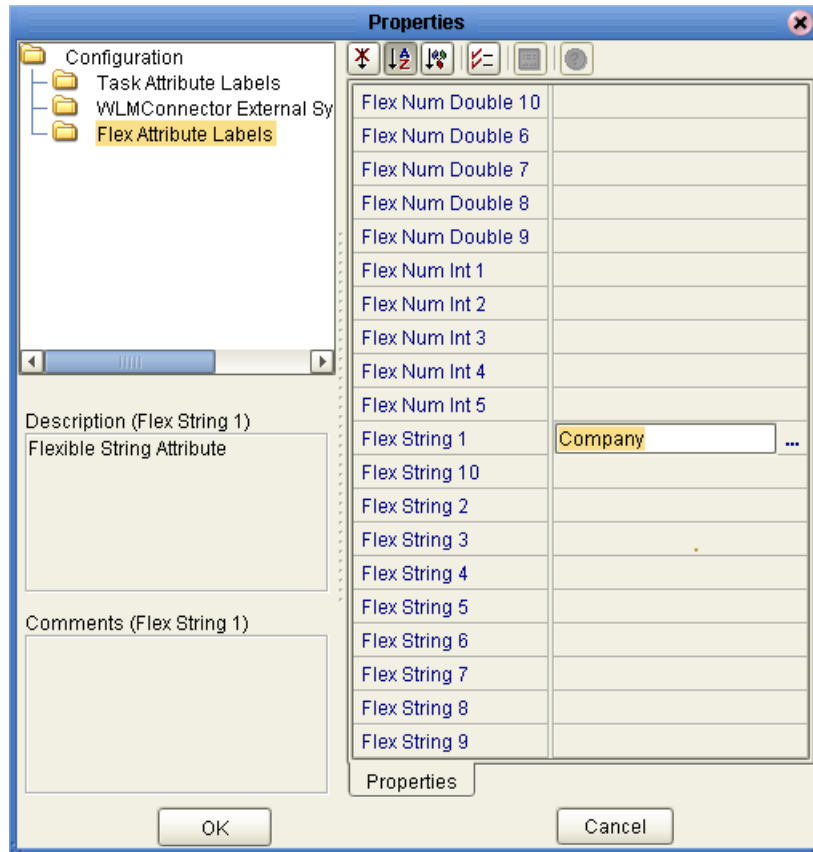 Properties
Configuration
Task Attribute Labels
WLMConnector External Sy
Flex Attribute Labels
Description (Flex String 1)
Flexible String Attribute
Comments (Flex String 1)
Flex Num Double 10
Flex Num Double 6
Flex Num Double 7
Flex Num Double 8
Flex Num Double 9
Flex Num Int 1
Flex Num Int 2
Flex Num Int 3
Flex Num Int 4
Flex Num Int 5
Flex String 1 Company ...
Flex String 10
Flex String 2
Flex String 3
Flex String 4
Flex String 5
Flex String 6
Flex String 7
Flex String 8
Flex String 9
Properties
OK Cancel